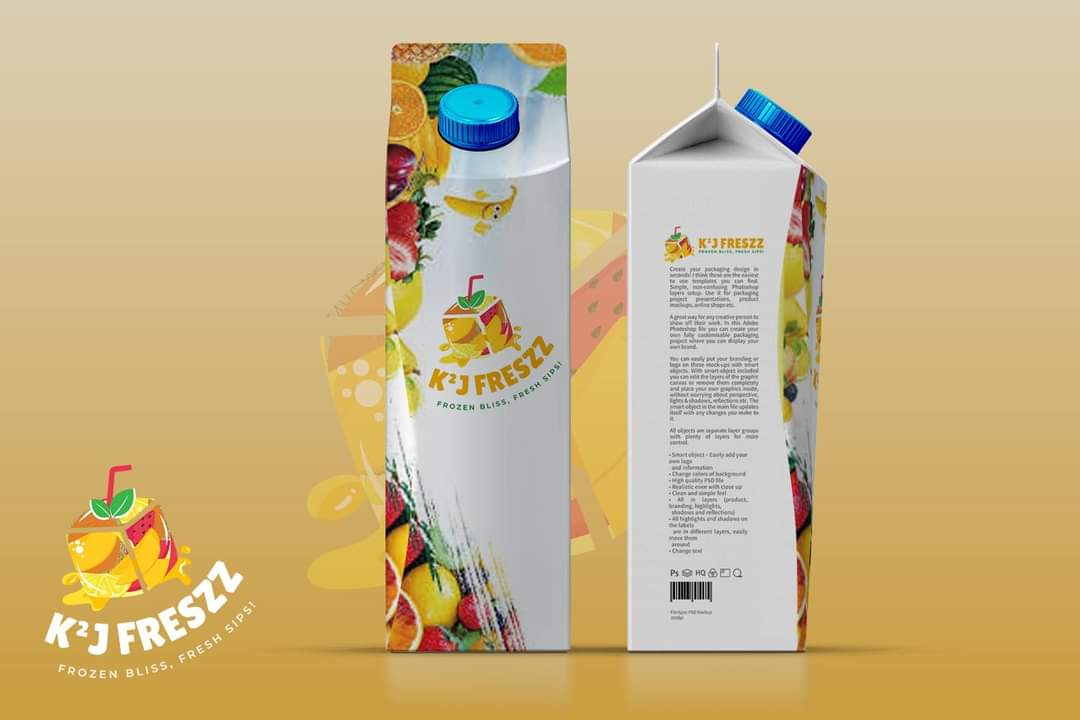 K²J FRESZZ
FROZEN BLISS, FRESH SIPS!
K²J FRESZZ
FROZEN BLISS, FRESH SIPS!
Create your packaging design in
seconds! I think these are the easiest
to use templates you can find.
Simple, non-confusing Photoshop
layers setup. Use it for packaging
project presentations, product
mockups, online shops etc.
A great way for any creative person to
show off their work. In this Adobe
Photoshop file you can create your
own fully customisable packaging
project where you can display your
own brand.
You can easily put your branding or
logo on these mock-ups with smart
objects. With smart-object included
you can edit the layers of the graphic
canvas or remove them completely
and place your own graphics inside,
without worrying about perspective,
lights & shadows, reflections etc. The
smart-object in the main file updates
itself with any changes you make to
it.
All objects are separate layer groups
with plenty of layers for more
control.
• Smart object – Easily add your
own logo
and information
• Change colors of background
• High quality PSD file
• Realistic even with close up
• Clean and simple feel
• All in layers (product,
branding, highlights,
shadows and reflections)
• All highlights and shadows on
the labels
are in different layers, easily
move them
around
• Change text
Ps HQ
K²J FRESZZ
FROZEN BLISS, FRESH SIPS!